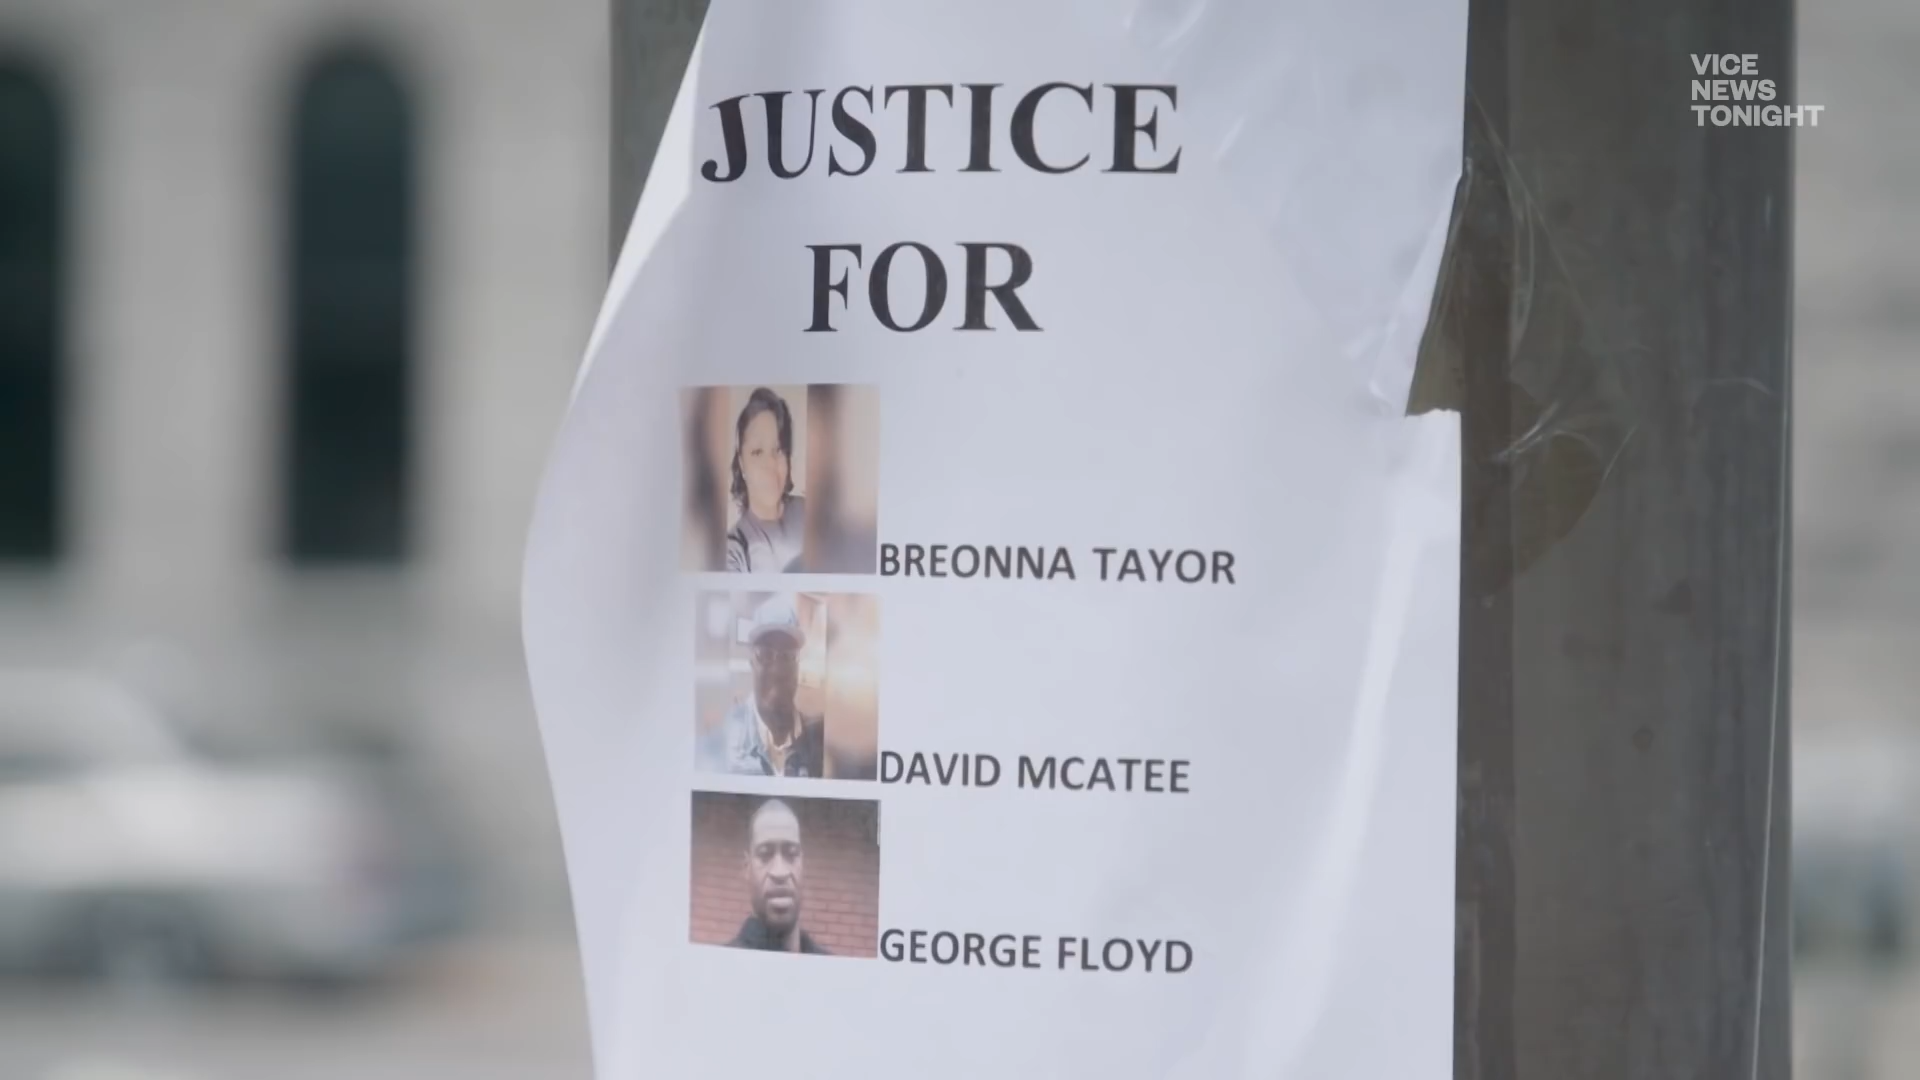 VICE
NEWS
TONIGHT
JUSTICE
FOR
BREONNA TAYOR
DAVID MCATEE
GEORGE FLOYD